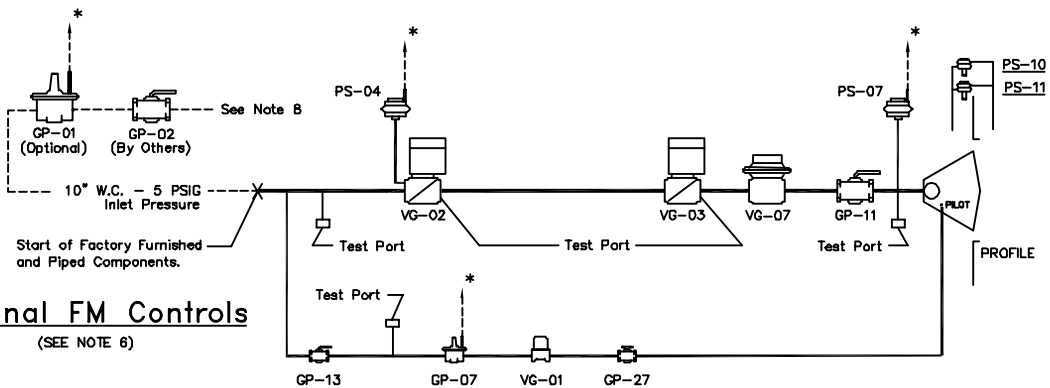 *
*
*
PS-04
PS-07
PS-10
PS-11
GP-01
(Optional)
GP-02
(By Others)
See Note B
10" W.C. - 5 PSIG
Inlet Pressure
VG-02
VG-03
VG-07
GP-11
PILOT
Start of Factory Furnished
and Piped Components.
Test Port
Test Port
Test Port
PROFILE
nal FM Controls
(SEE NOTE 6)
Test Port
*
GP-13
GP-07
VG-01
GP-27